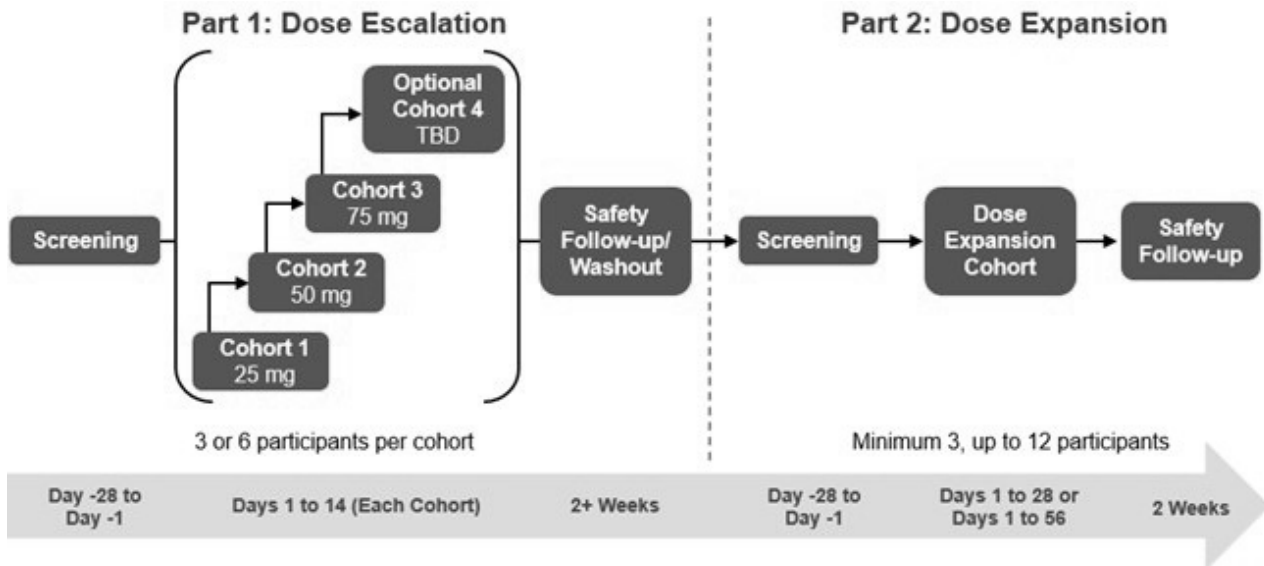 Part 1: Dose Escalation
Part 2: Dose Expansion
Screening
Cohort 1
25 mg
Cohort 2
50 mg
Cohort 3
75 mg
Optional
Cohort 4
TBD
Safety
Follow-up/
Washout
Screening
Dose
Expansion
Cohort
Safety
Follow-up
3 or 6 participants per cohort
Minimum 3, up to 12 participants
Day -28 to
Day -1
Days 1 to 14 (Each Cohort)
2+ Weeks
Day -28 to
Day -1
Days 1 to 28 or
Days 1 to 56
2 Weeks